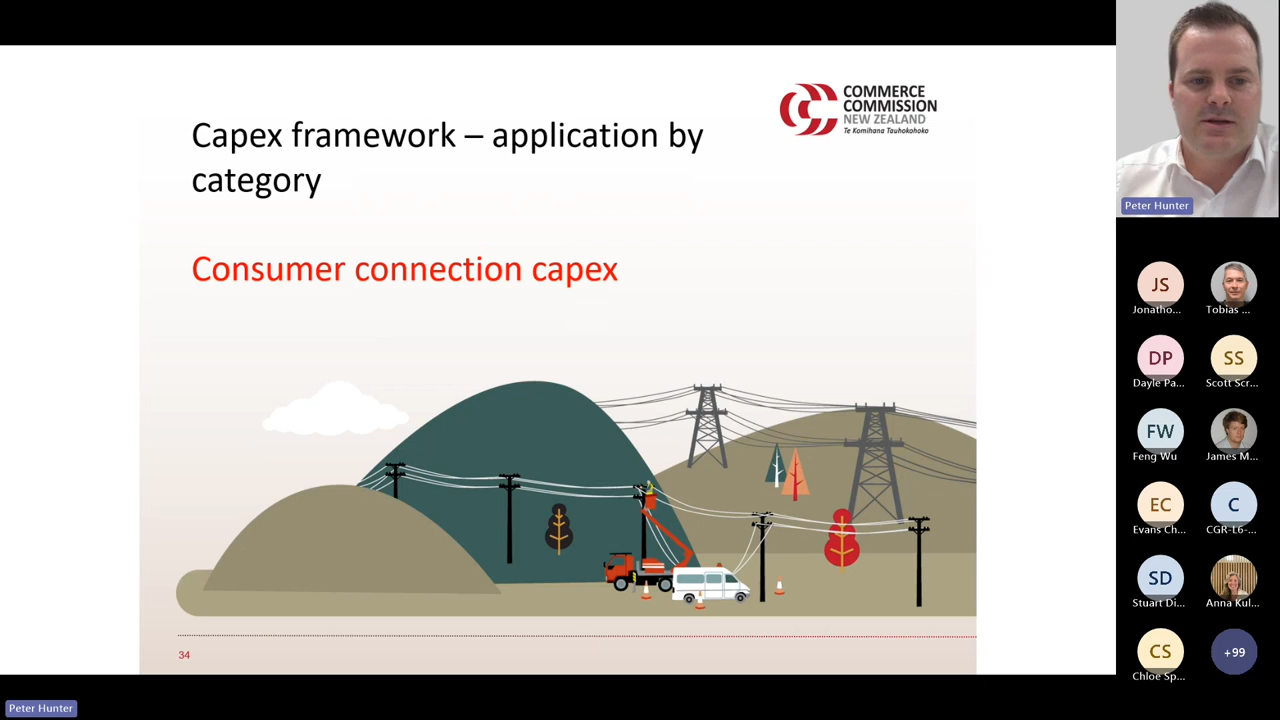 COMMERCE
COMMISSION
NEW ZEALAND
Te Komihana Tauhokohoko
Capex framework – application by
category
Consumer connection capex
34
Peter Hunter
JS
Jonatho...
Tobias ...
DP
Dayle Pa...
SS
Scott Scr...
FW
Feng Wu
James M...
EC
Evans Ch...
C
CGR-L6-...
SD
Stuart Di...
Anna Kul...
CS
Chloe Sp...
+99
Peter Hunter